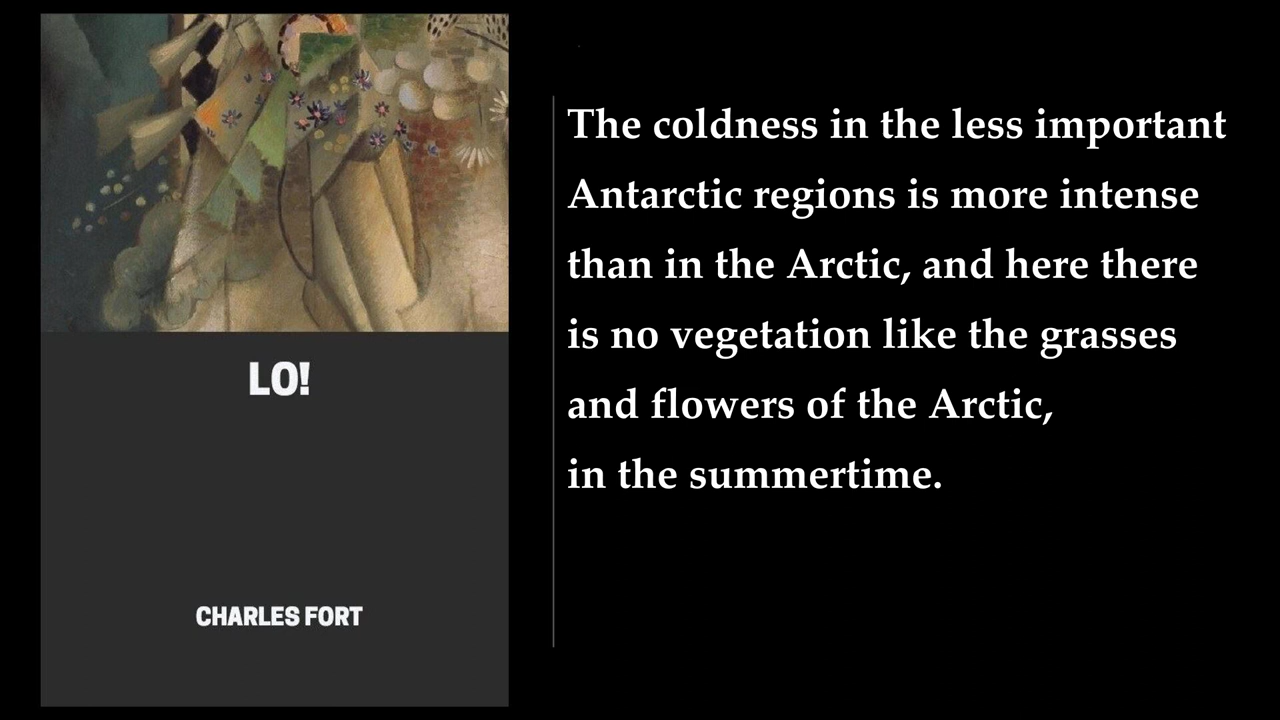 LO!
CHARLES FORT
The coldness in the less important
Antarctic regions is more intense
than in the Arctic, and here there
is no vegetation like the grasses
and flowers of the Arctic,
in the summertime.